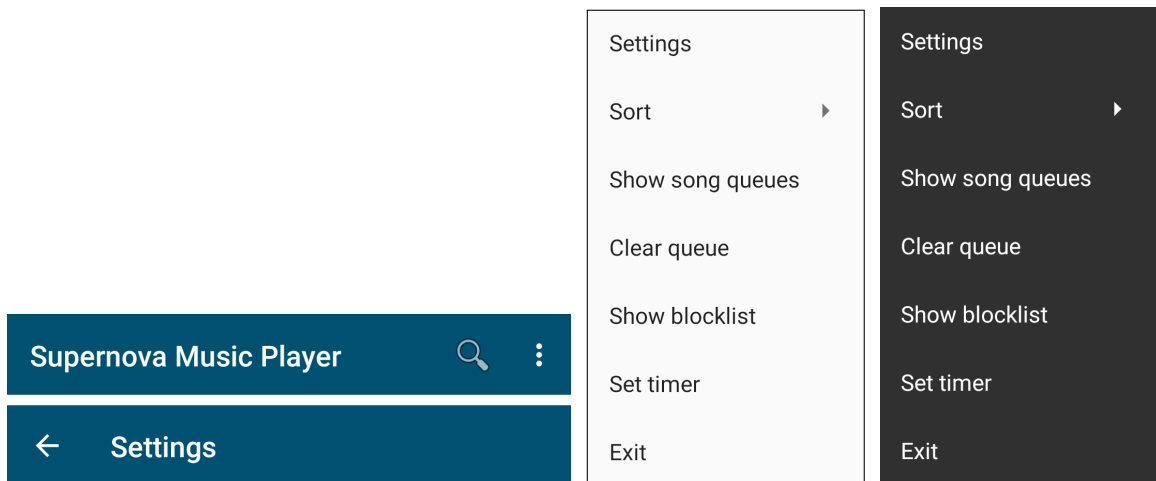 Supernova Music Player
Settings
Settings
Sort
Show song queues
Clear queue
Show blocklist
Set timer
Exit
Settings
Sort
Show song queues
Clear queue
Show blocklist
Set timer
Exit